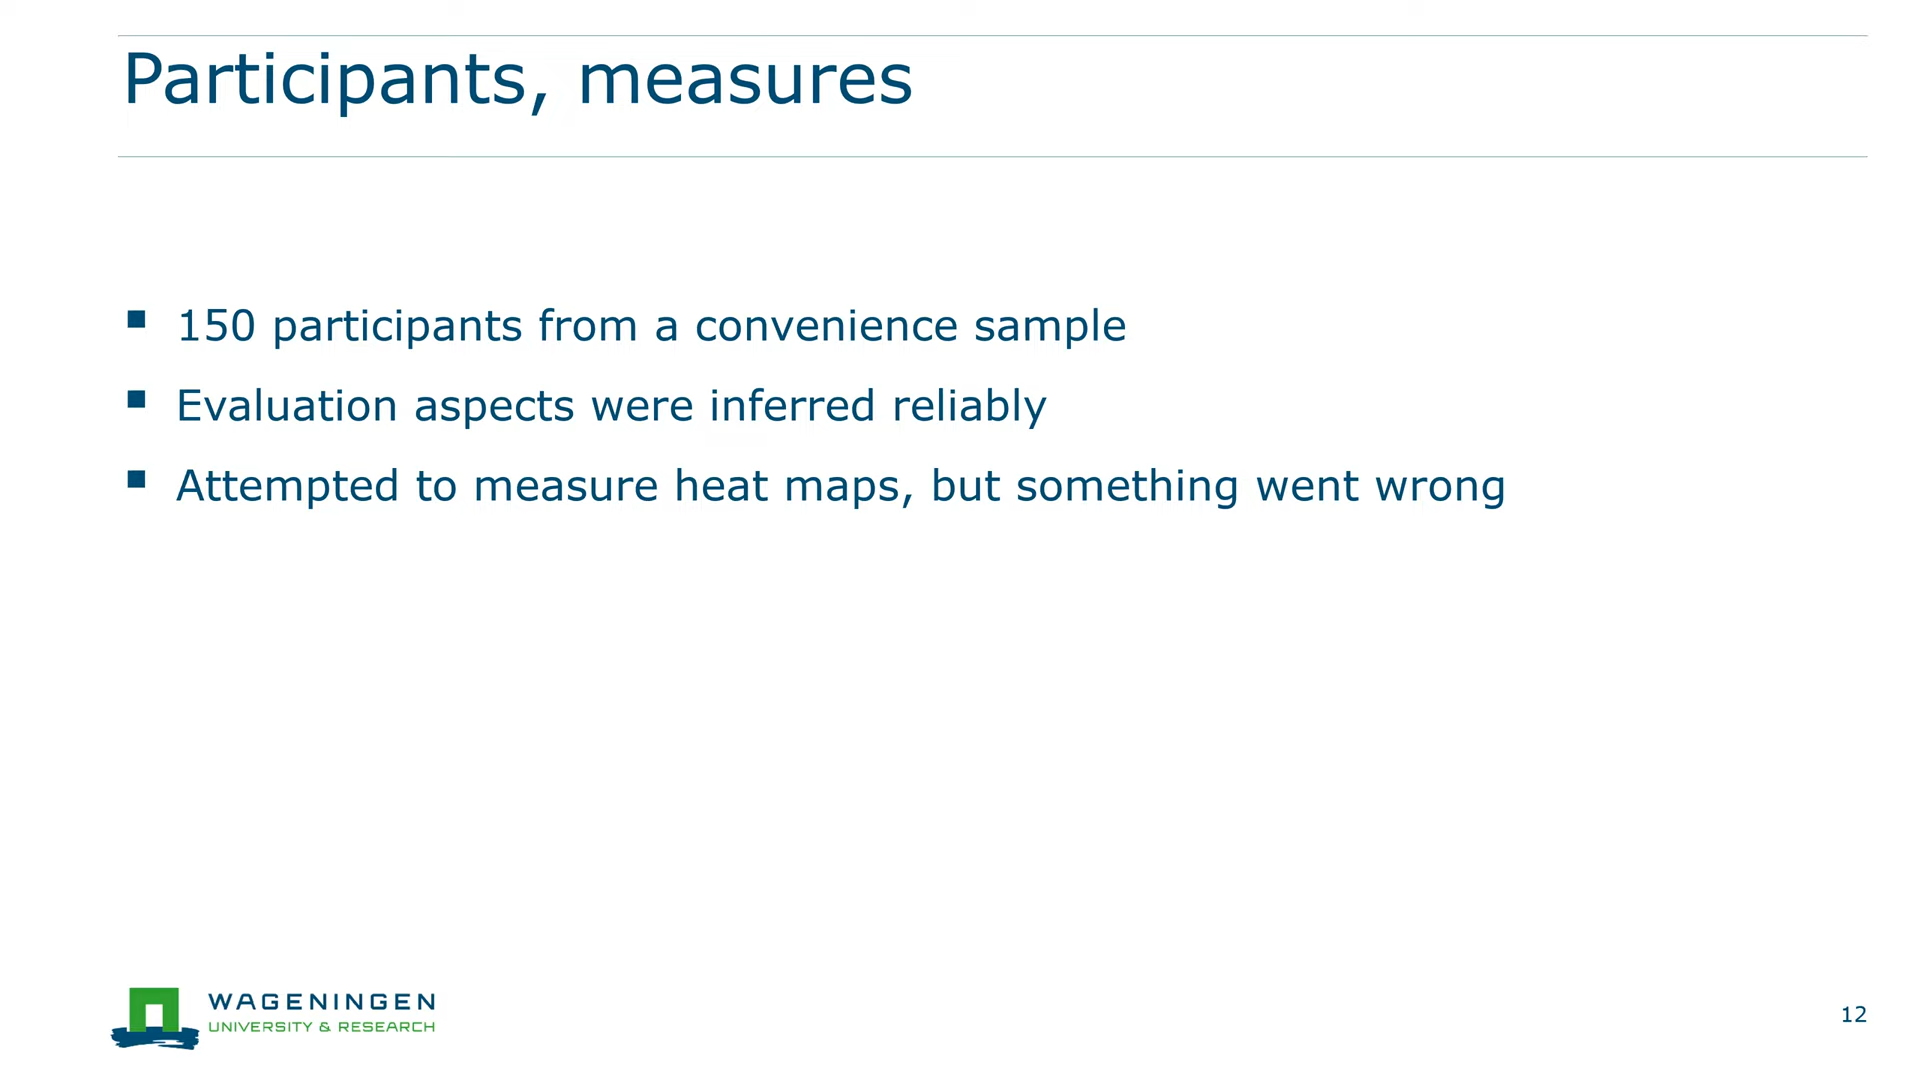 Participants, measures
150 participants from a convenience sample
Evaluation aspects were inferred reliably
Attempted to measure heat maps, but something went wrong
WAGENINGEN
UNIVERSITY & RESEARCH
12